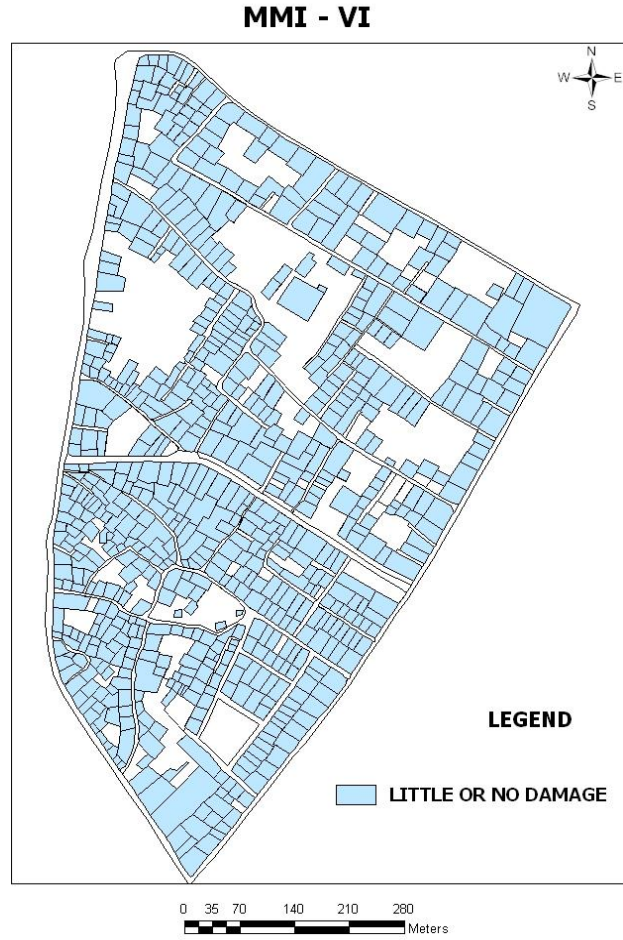 MMI - VI
N
W E
S
LEGEND
LITTLE OR NO DAMAGE
0 35 70 140 210 280
Meters